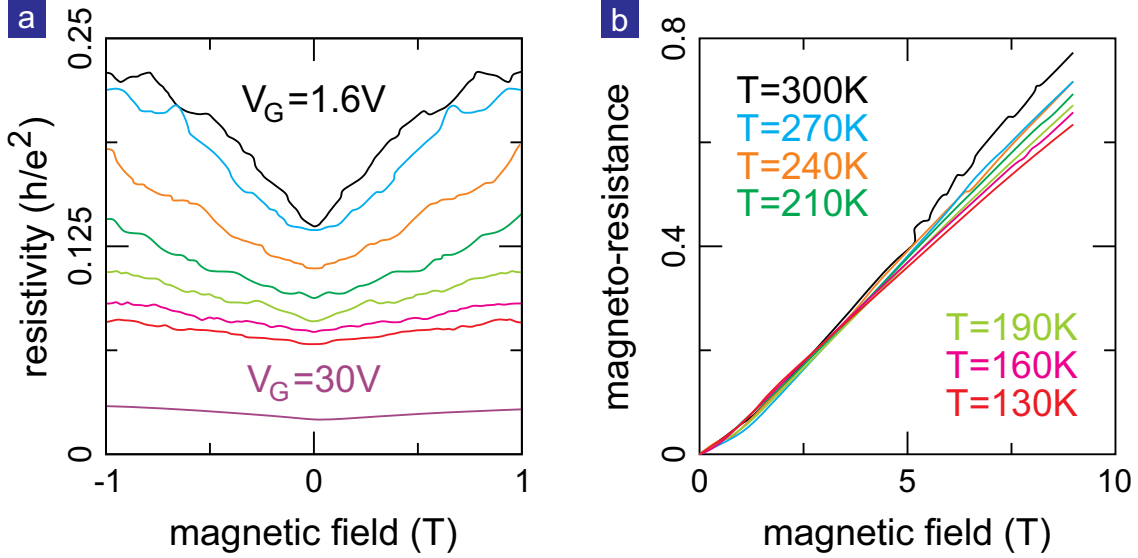 a
0.25
0.125
0
resistivity (h/e²)
V_G=1.6V
V_G=30V
-1
0
1
magnetic field (T)
b
0.8
0.4
0
magneto-resistance
T=300K
T=270K
T=240K
T=210K
T=190K
T=160K
T=130K
0
5
10
magnetic field (T)